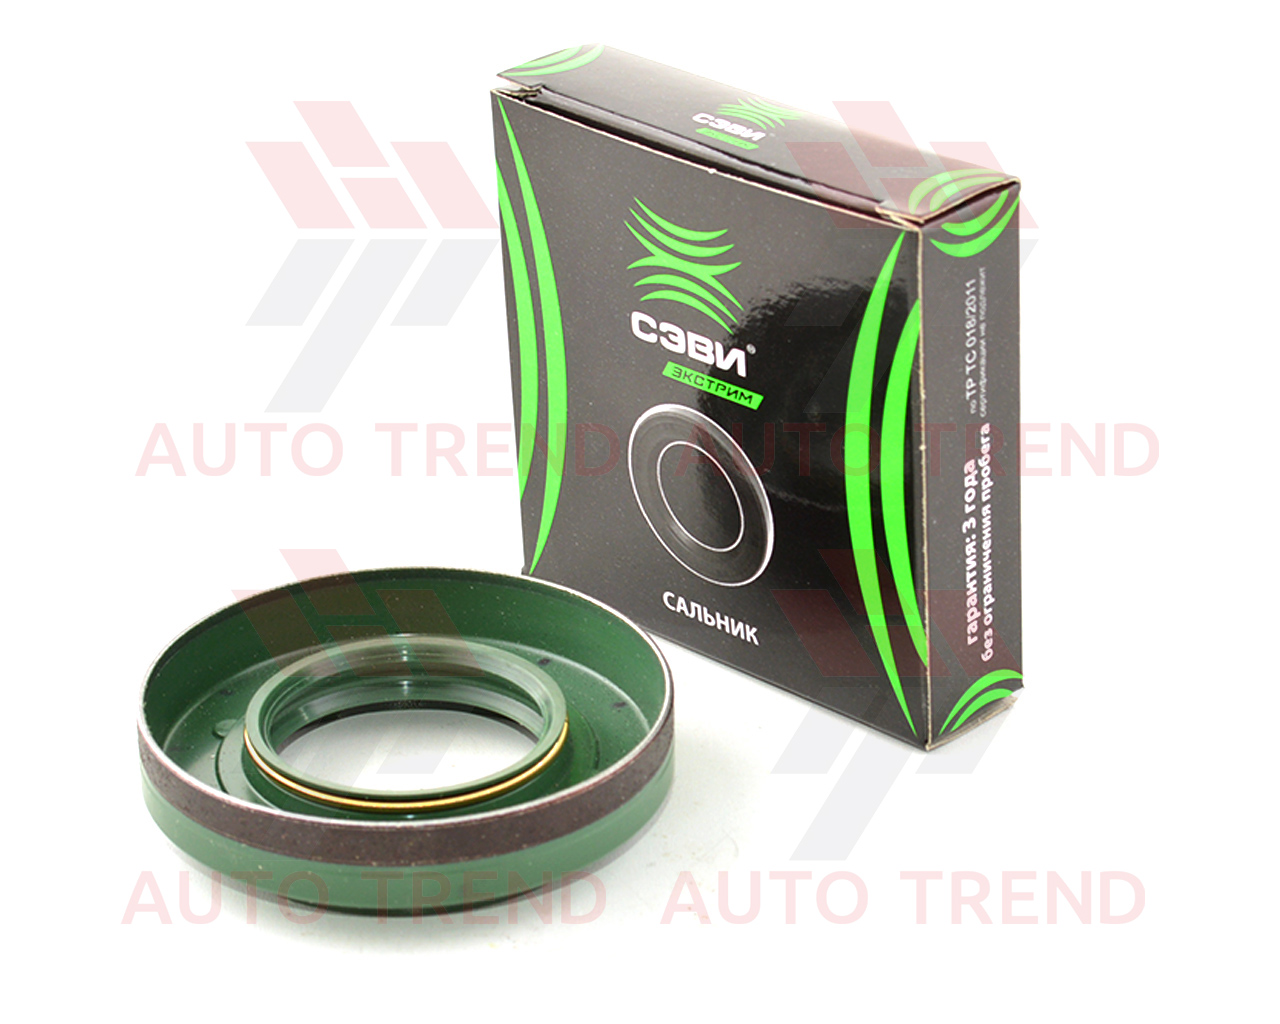 СЭВИ
СЭВИ®
ЭКСТРИМ
САЛЬНИК
гарантия: 3 года
без ограничения пробега
по ТР ТС 018/2011
сертификации не подлежит
AUTO TREND
AUTO TREND
AUTO TREND
AUTO TREND